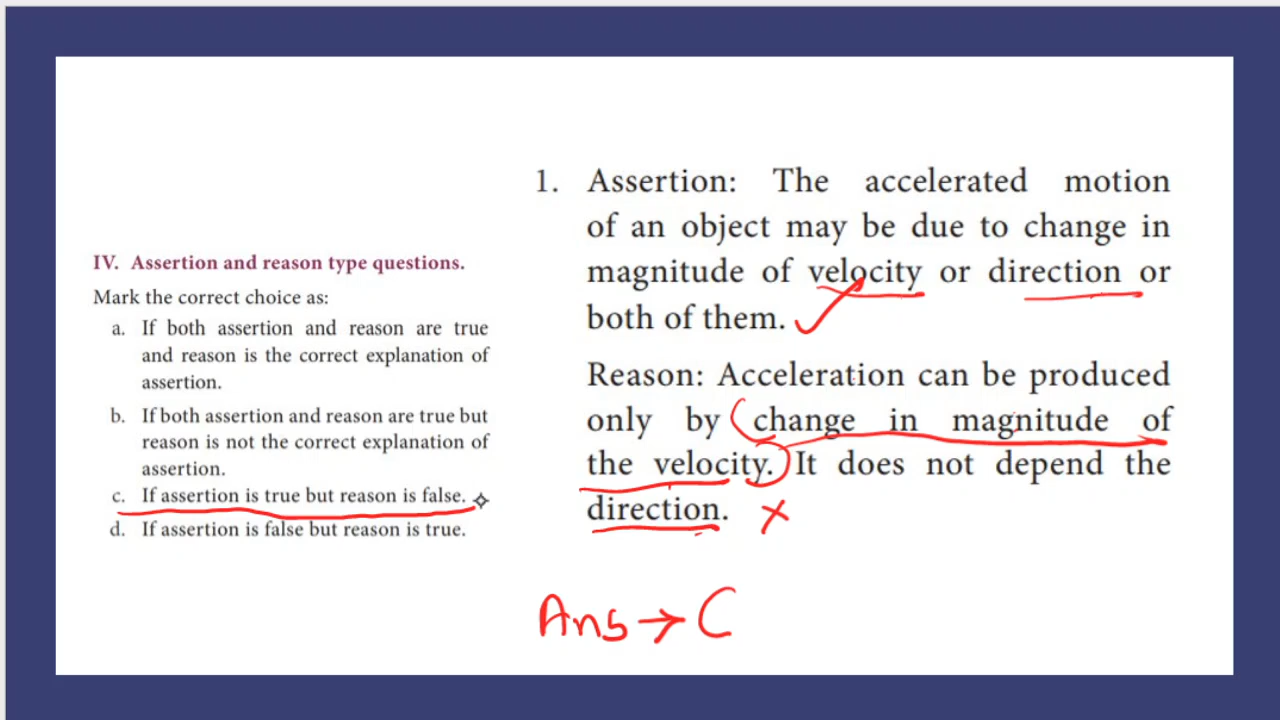 IV. Assertion and reason type questions.
Mark the correct choice as:
a. If both assertion and reason are true
and reason is the correct explanation of
assertion.
b. If both assertion and reason are true but
reason is not the correct explanation of
assertion.
c. If assertion is true but reason is false.
d. If assertion is false but reason is true.
1. Assertion: The accelerated motion
of an object may be due to change in
magnitude of velocity or direction or
both of them.
Reason: Acceleration can be produced
only by change in magnitude of
the velocity. It does not depend the
direction.
Ans → C